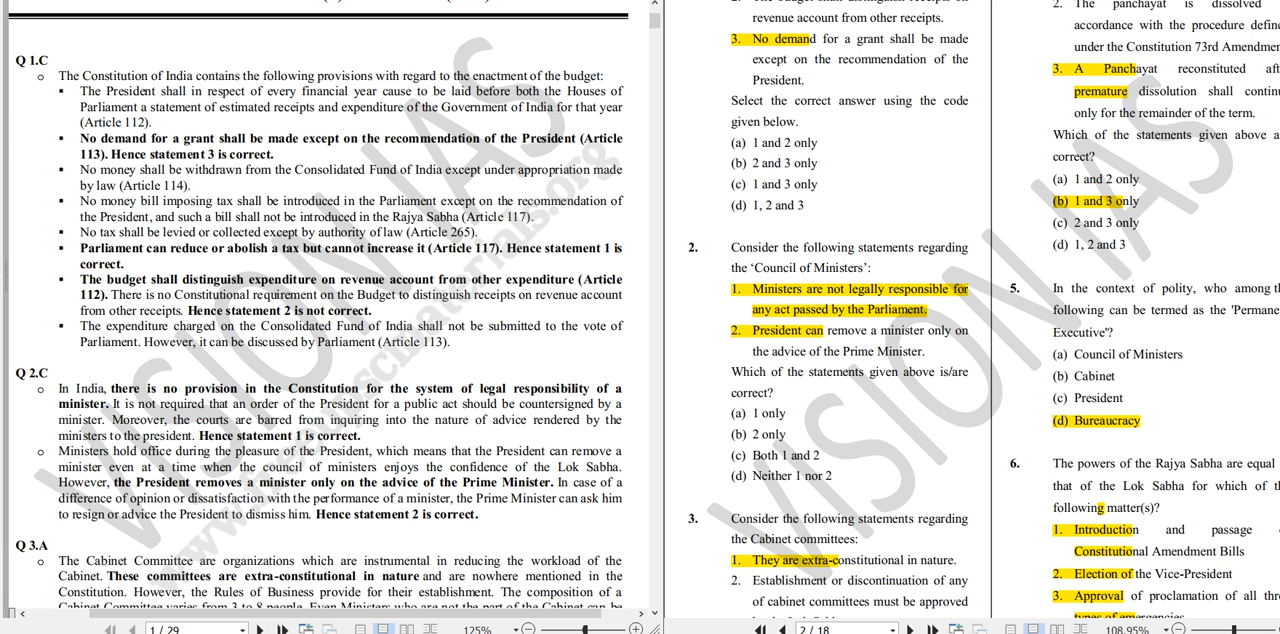 Q 1.C
o The Constitution of India contains the following provisions with regard to the enactment of the budget:
▪ The President shall in respect of every financial year cause to be laid before both the Houses of
Parliament a statement of estimated receipts and expenditure of the Government of India for that year
(Article 112).
▪ No demand for a grant shall be made except on the recommendation of the President (Article
113). Hence statement 3 is correct.
▪ No money shall be withdrawn from the Consolidated Fund of India except under appropriation made
by law (Article 114).
▪ No money bill imposing tax shall be introduced in the Parliament except on the recommendation of
the President, and such a bill shall not be introduced in the Rajya Sabha (Article 117).
▪ No tax shall be levied or collected except by authority of law (Article 265).
▪ Parliament can reduce or abolish a tax but cannot increase it (Article 117). Hence statement 1 is
correct.
▪ The budget shall distinguish expenditure on revenue account from other expenditure (Article
112). There is no Constitutional requirement on the Budget to distinguish receipts on revenue account
from other receipts. Hence statement 2 is not correct.
▪ The expenditure charged on the Consolidated Fund of India shall not be submitted to the vote of
Parliament. However, it can be discussed by Parliament (Article 113).
Q 2.C
o In India, there is no provision in the Constitution for the system of legal responsibility of a
minister. It is not required that an order of the President for a public act should be countersigned by a
minister. Moreover, the courts are barred from inquiring into the nature of advice rendered by the
ministers to the president. Hence statement 1 is correct.
o Ministers hold office during the pleasure of the President, which means that the President can remove a
minister even at a time when the council of ministers enjoys the confidence of the Lok Sabha.
However, the President removes a minister only on the advice of the Prime Minister. In case of a
difference of opinion or dissatisfaction with the performance of a minister, the Prime Minister can ask him
to resign or advice the President to dismiss him. Hence statement 2 is correct.
Q 3.A
o The Cabinet Committee are organizations which are instrumental in reducing the workload of the
Cabinet. These committees are extra-constitutional in nature and are nowhere mentioned in the
Constitution. However, the Rules of Business provide for their establishment. The composition of a
Cabinet Committee varies from 3 to 8 people. Even Ministers who are not the part of the Cabinet can be
VISION IAS
1 / 29
125%
revenue account from other receipts.
3. No demand for a grant shall be made
except on the recommendation of the
President.
Select the correct answer using the code
given below.
(a) 1 and 2 only
(b) 2 and 3 only
(c) 1 and 3 only
(d) 1, 2 and 3
2. Consider the following statements regarding
the ‘Council of Ministers’:
1. Ministers are not legally responsible for
any act passed by the Parliament.
2. President can remove a minister only on
the advice of the Prime Minister.
Which of the statements given above is/are
correct?
(a) 1 only
(b) 2 only
(c) Both 1 and 2
(d) Neither 1 nor 2
3. Consider the following statements regarding
the Cabinet committees:
1. They are extra-constitutional in nature.
2. Establishment or discontinuation of any
of cabinet committees must be approved
2. The panchayat is dissolved
accordance with the procedure
under the Constitution 73rd
3. A Panchayat reconstituted
premature dissolution shall
only for the remainder of the term.
Which of the statements given above
correct?
(a) 1 and 2 only
(b) 1 and 3 only
(c) 2 and 3 only
(d) 1, 2 and 3
5. In the context of polity, who among
following can be termed as the
Executive'?
(a) Council of Ministers
(b) Cabinet
(c) President
(d) Bureaucracy
6. The powers of the Rajya Sabha are equal
that of the Lok Sabha for which of
following matter(s)?
1. Introduction and passage
Constitutional Amendment Bills
2. Election of the Vice-President
3. Approval of proclamation of all
types of emergencies
VISION IAS
2 / 18
108.95%